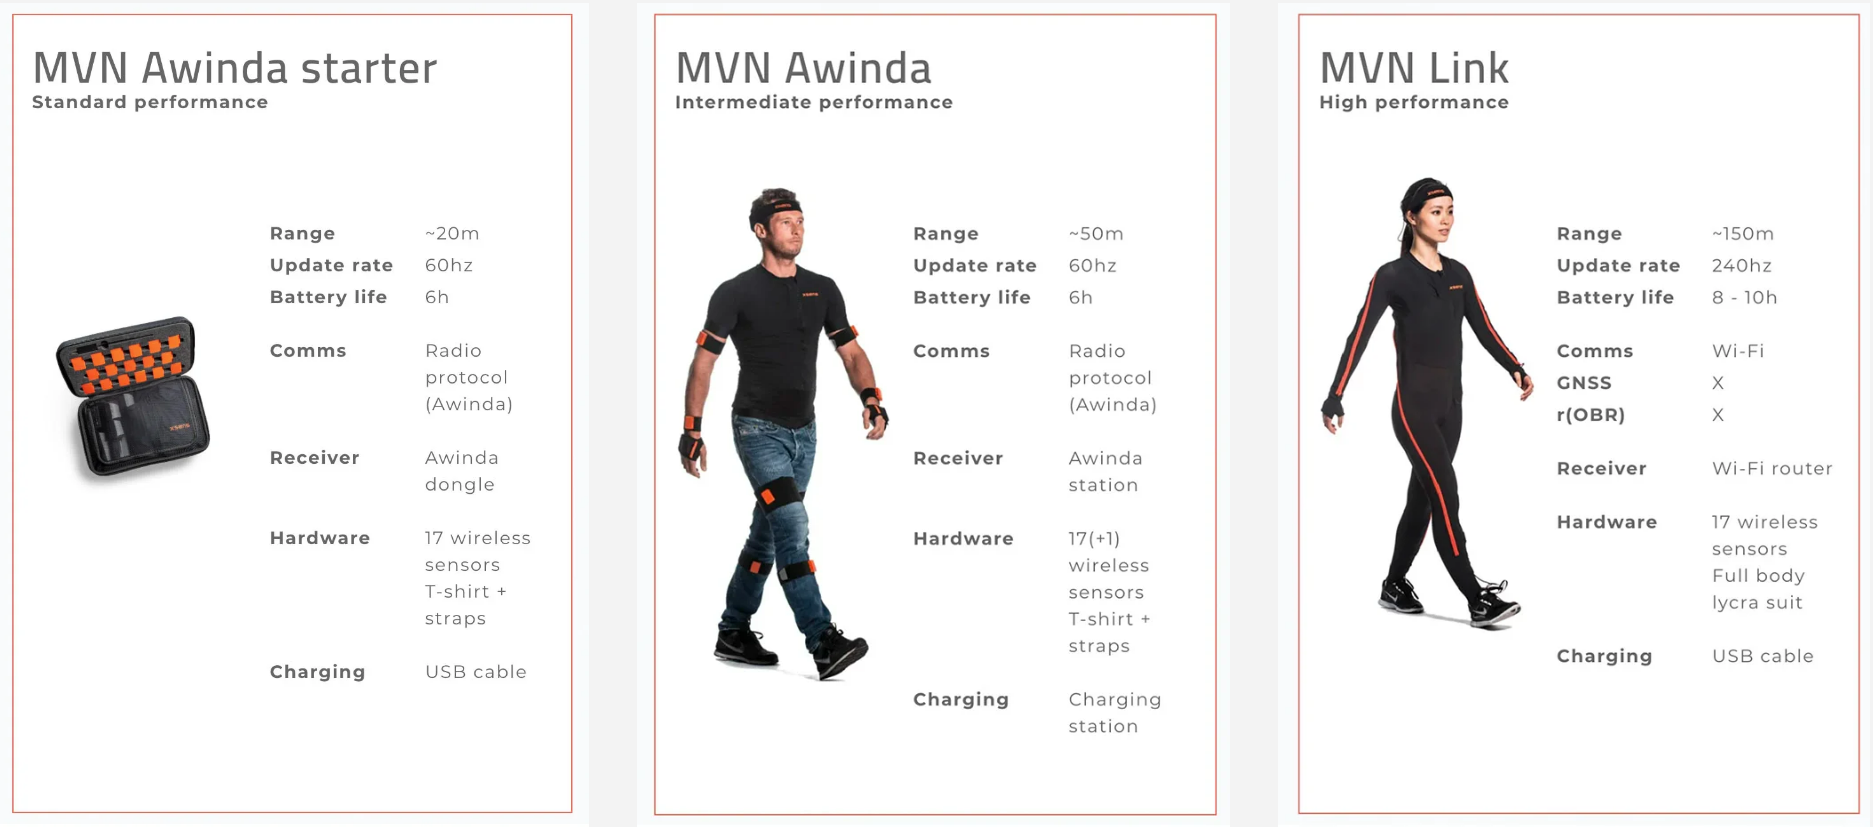 MVN Awinda starter
Standard performance
Range ~20m
Update rate 60hz
Battery life 6h
Comms Radio
protocol
(Awinda)
Receiver Awinda
dongle
Hardware 17 wireless
sensors
T-shirt +
straps
Charging USB cable
MVN Awinda
Intermediate performance
Range ~50m
Update rate 60hz
Battery life 6h
Comms Radio
protocol
(Awinda)
Receiver Awinda
station
Hardware 17(+1)
wireless
sensors
T-shirt +
straps
Charging Charging
station
MVN Link
High performance
Range ~150m
Update rate 240hz
Battery life 8 - 10h
Comms Wi-Fi
GNSS X
r(OBR) X
Receiver Wi-Fi router
Hardware 17 wireless
sensors
Full body
lycra suit
Charging USB cable